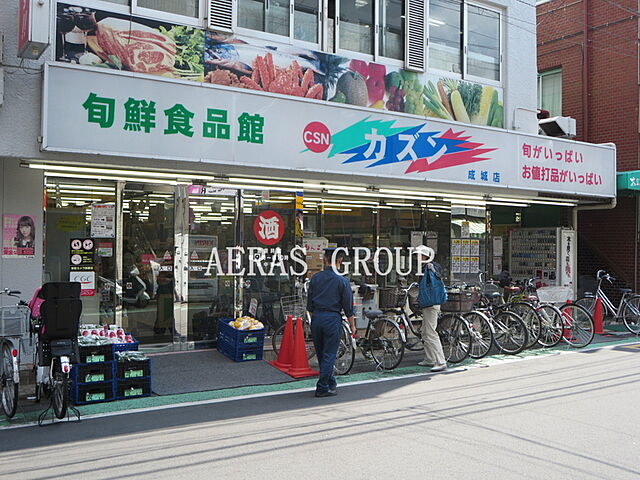 旬鮮食品館
CSN カズン
成城店
旬がいっぱい
お値打品がいっぱい
酒
AERAS GROUP